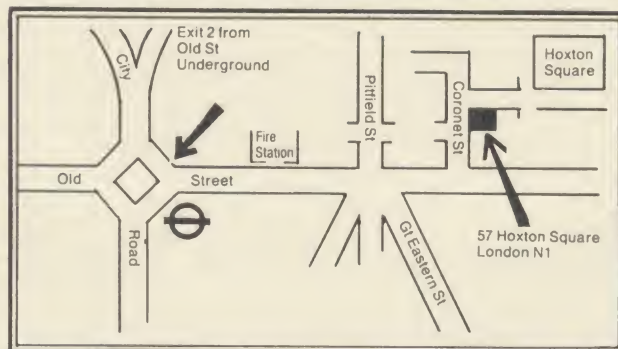 Exit 2 from
Old St
Underground
City
Fire
Station
Pitfield St
Coronet St
Hoxton
Square
Old
Street
Road
Gt Eastern St
57 Hoxton Square
London N1